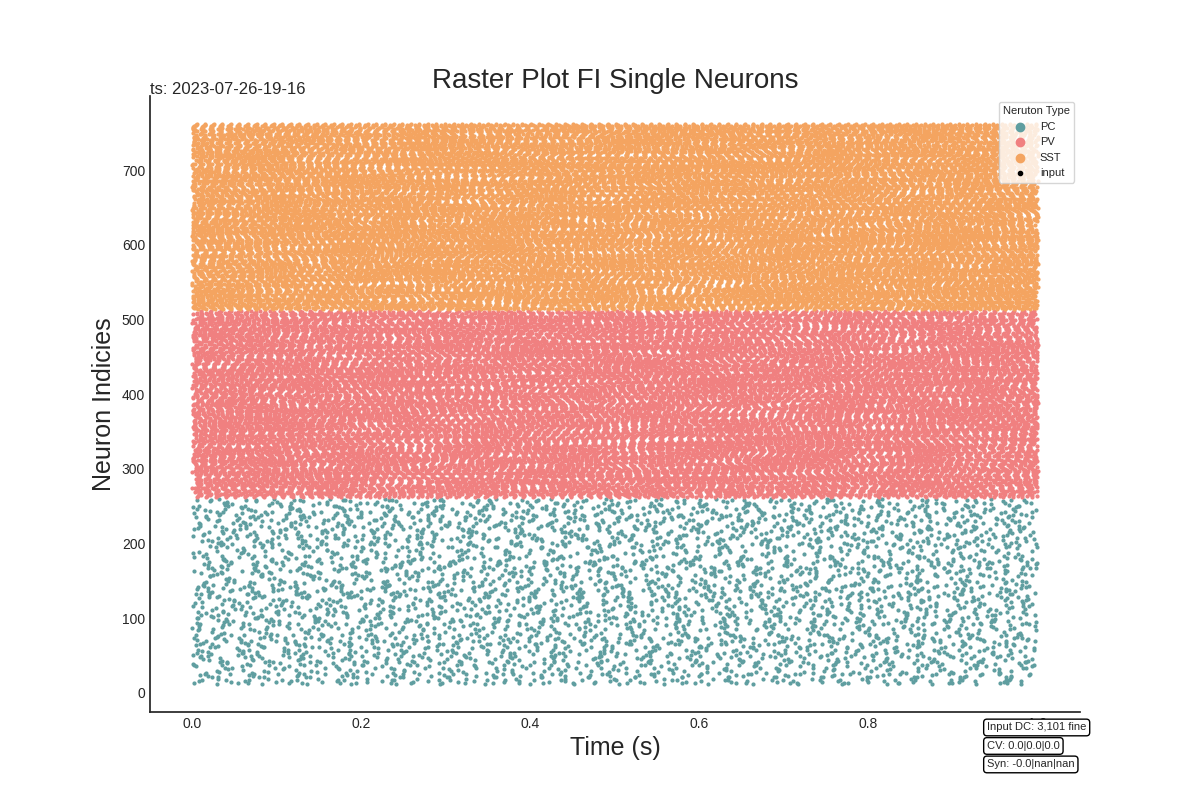 Raster Plot FI Single Neurons
ts: 2023-07-26-19-16
Neruton Type
PC
PV
SST
input
Neuron Indicies
700
600
500
400
300
200
100
0
0.0 0.2 0.4 0.6 0.8
Time (s)
Input DC: 3,101 fine
CV: 0.0|0.0|0.0
Syn: -0.0|nan|nan